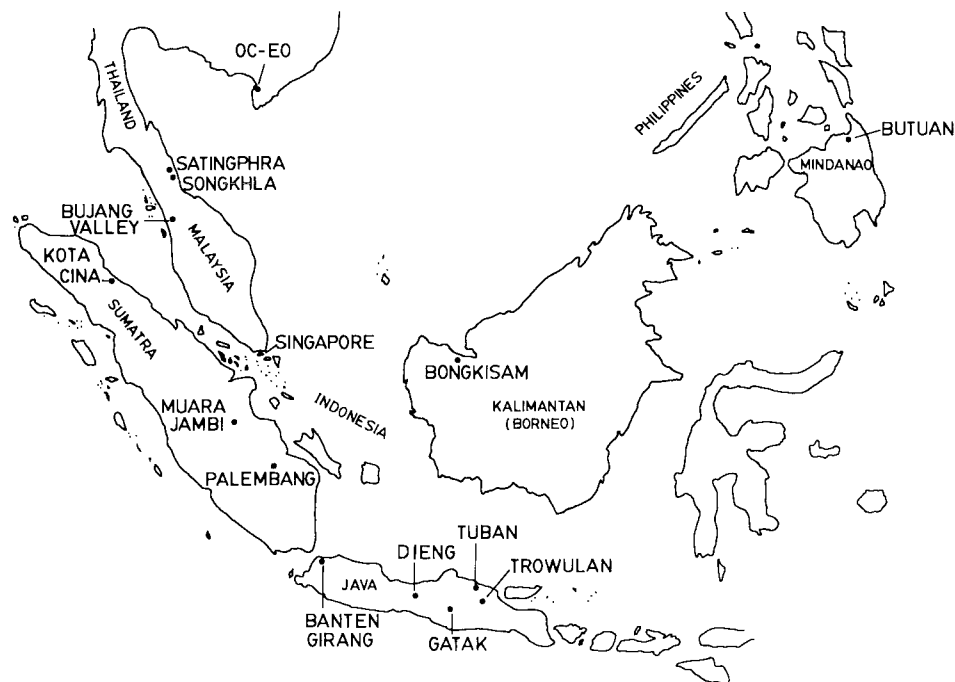 OC-EO
THAILAND
PHILIPPINES
BUTUAN
MINDANAO
SATINGPHRA
SONGKHLA
BUJANG
VALLEY
MALAYSIA
KOTA
CINA
SUMATRA
SINGAPORE
BONGKISAM
INDONESIA
KALIMANTAN
(BORNEO)
MUARA
JAMBI
PALEMBANG
TUBAN
DIENG
TROWULAN
JAVA
BANTEN
GIRANG
GATAK